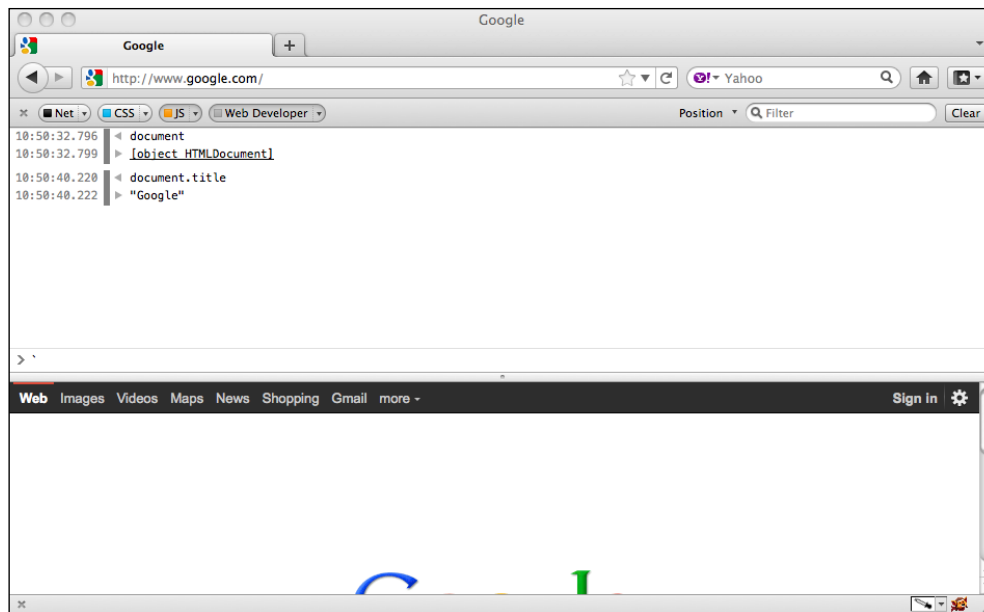 Google
Google
http://www.google.com/ Yahoo
Net CSS JS Web Developer Position Filter Clear
10:50:32.796 document
10:50:32.799 [object HTMLDocument]
10:50:40.220 document.title
10:50:40.222 "Google"
> `
Web Images Videos Maps News Shopping Gmail more Sign in